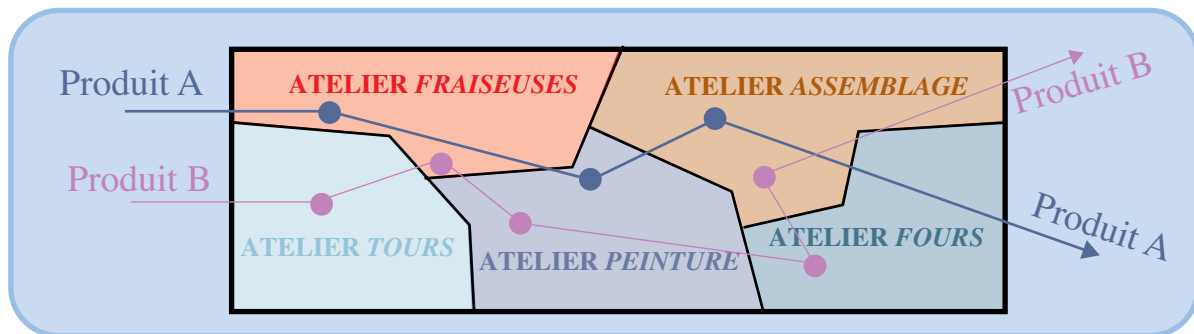 Produit A
ATELIER FRAISEUSES
ATELIER ASSEMBLAGE
Produit B
Produit B
ATELIER TOURS
ATELIER PEINTURE
ATELIER FOURS
Produit A